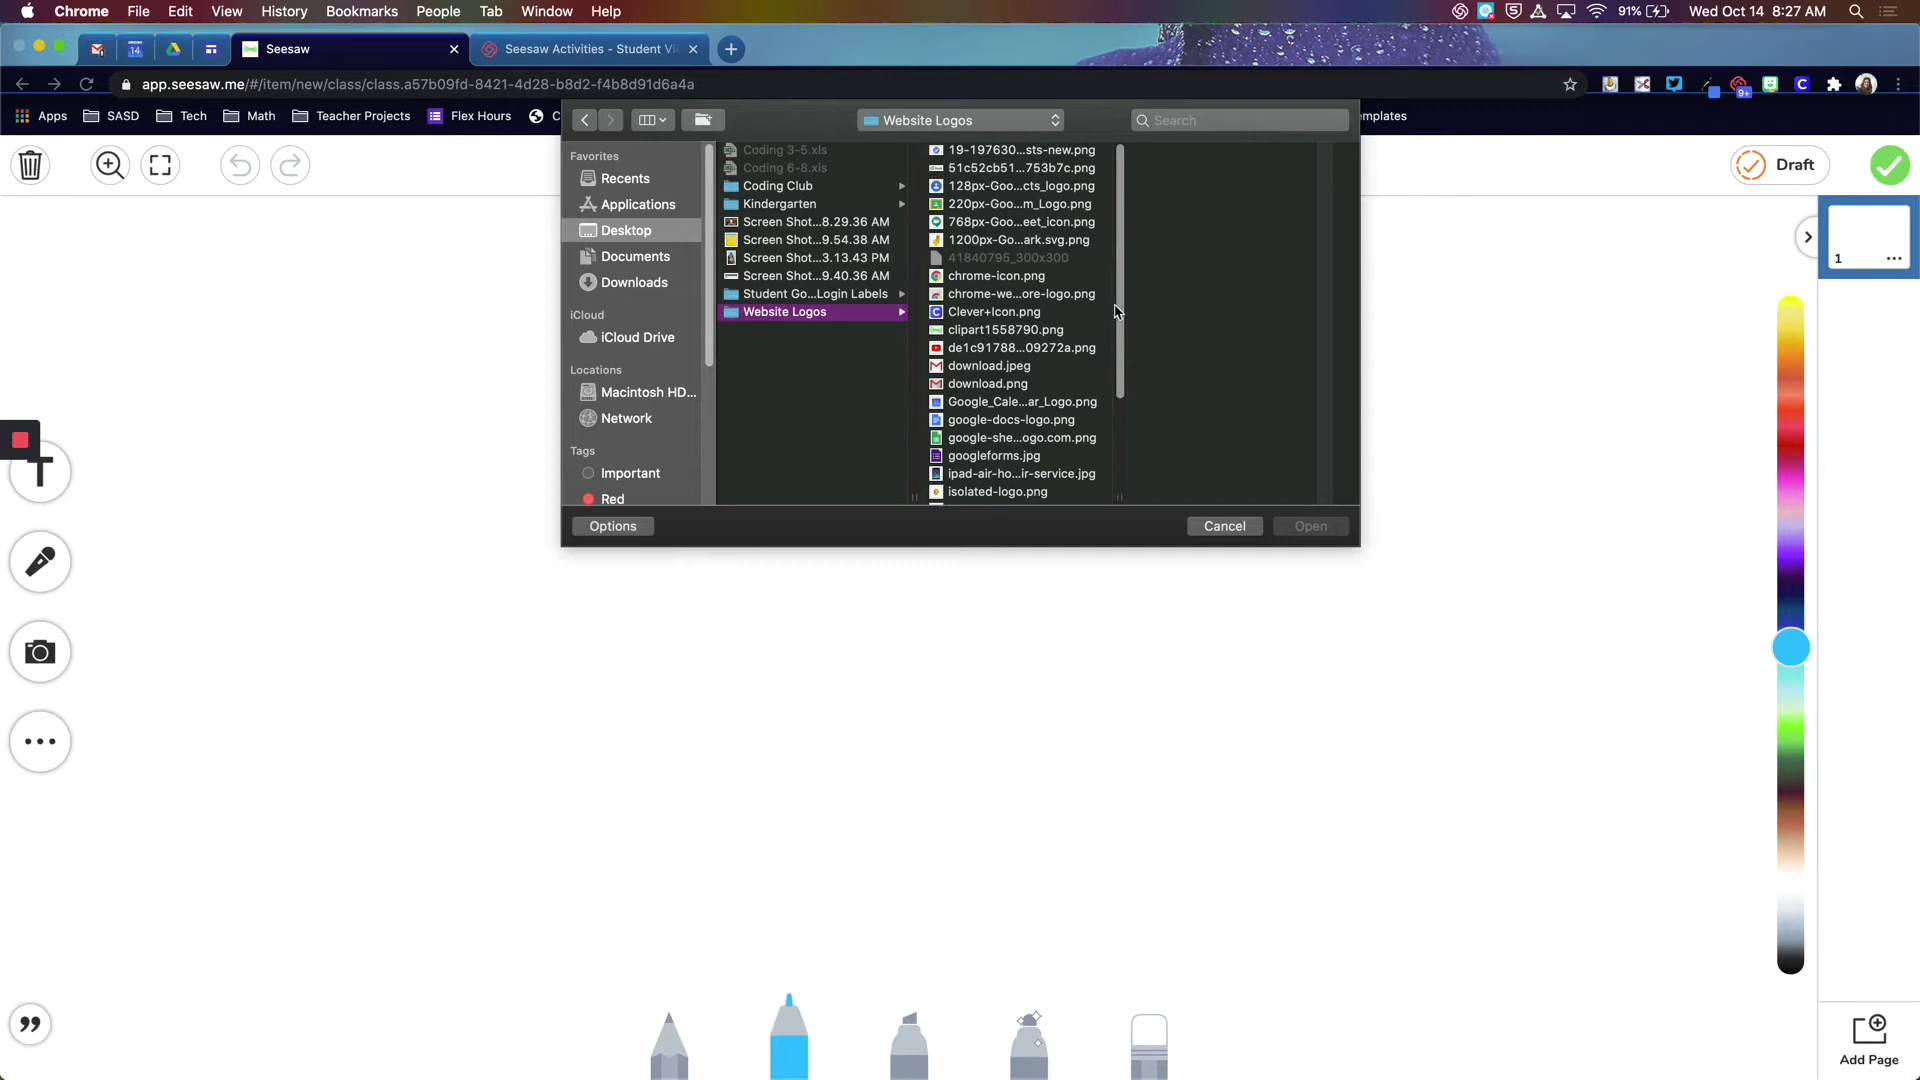 Chrome File Edit View History Bookmarks People Tab Window Help 91% Wed Oct 14 8:27 AM
14 Seesaw Seesaw Activities - Student Vi
app.seesaw.me/#/item/new/class/class.a57b09fd-8421-4d28-b8d2-f4b8d91d6a4a 9+
Apps SASD Tech Math Teacher Projects Flex Hours C mplates
Website Logos Search
Draft
Favorites
Recents
Applications
Desktop
Documents
Downloads
iCloud
iCloud Drive
Locations
Macintosh HD...
Network
Tags
Important
Red
Coding 3-5.xls
Coding 6-8.xls
Coding Club
Kindergarten
Screen Shot...8.29.36 AM
Screen Shot...9.54.38 AM
Screen Shot...3.13.43 PM
Screen Shot...9.40.36 AM
Student Go...Login Labels
Website Logos
19-197630...sts-new.png
51c52cb51...753b7c.png
128px-Goo...cts_logo.png
220px-Goo...m_Logo.png
768px-Goo...eet_icon.png
1200px-Go...ark.svg.png
41840795_300x300
chrome-icon.png
chrome-we...ore-logo.png
Clever+Icon.png
clipart1558790.png
de1c91788...09272a.png
download.jpeg
download.png
Google_Cale...ar_Logo.png
google-docs-logo.png
google-she...ogo.com.png
googleforms.jpg
ipad-air-ho...ir-service.jpg
isolated-logo.png
Options Cancel Open
1
T
Add Page